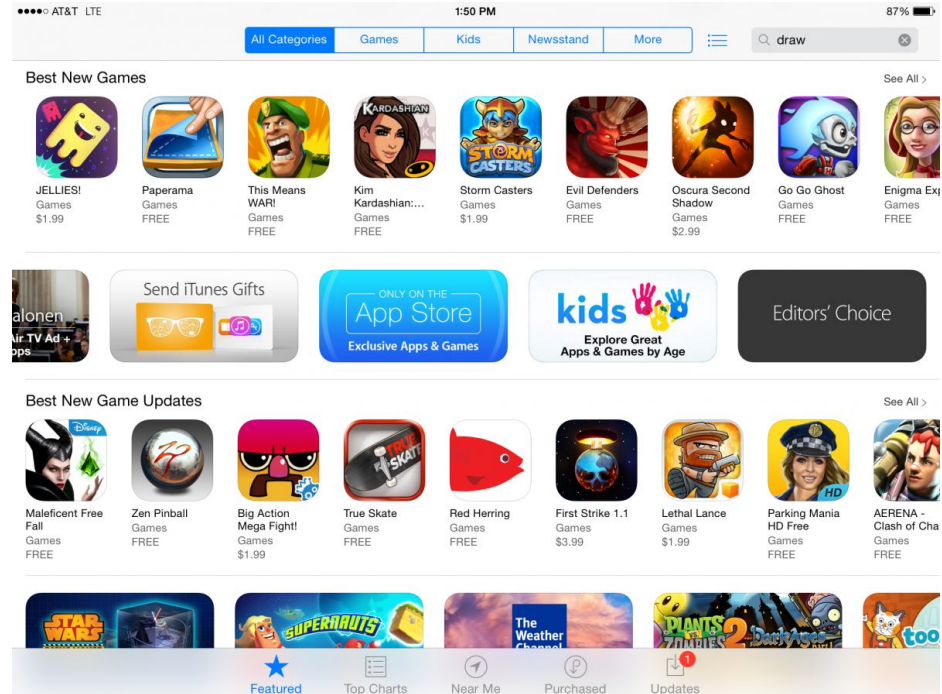 AT&T LTE
1:50 PM
87%
All Categories
Games
Kids
Newsstand
More
draw
Best New Games
See All >
KARDASHIAN
STORM
CASTERS
JELLIES!
Games
$1.99
Paperama
Games
FREE
This Means
WAR!
Games
FREE
Kim
Kardashian:...
Games
FREE
Storm Casters
Games
$1.99
Evil Defenders
Games
FREE
Oscura Second
Shadow
Games
$2.99
Go Go Ghost
Games
FREE
Enigma Exp
Games
FREE
alonen
Air TV Ad +
pps
Send iTunes Gifts
ONLY ON THE
App Store
Exclusive Apps & Games
kids
Explore Great
Apps & Games by Age
Editors' Choice
Best New Game Updates
See All >
Disney
TRUE
SKATE
HD
Maleficent Free
Fall
Games
FREE
Zen Pinball
Games
FREE
Big Action
Mega Fight!
Games
$1.99
True Skate
Games
FREE
Red Herring
Games
FREE
First Strike 1.1
Games
$3.99
Lethal Lance
Games
$1.99
Parking Mania
HD Free
Games
FREE
AERENA -
Clash of Cha
Games
FREE
STAR
WARS
SUPERNAUTS
The
Weather
Channel
PLANTS
VS.
ZOMBIES 2
Dark Ages
too
Featured
Top Charts
Near Me
Purchased
1
Updates